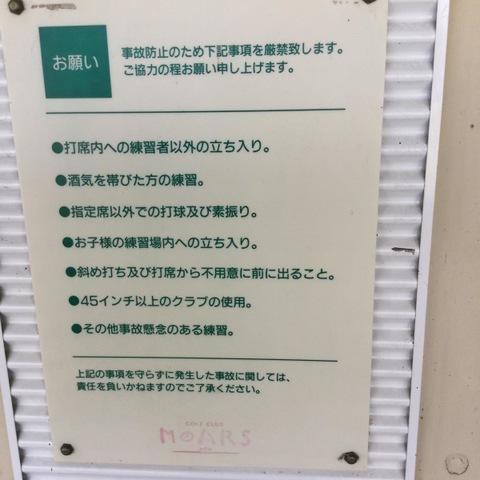 お願い
事故防止のため下記事項を厳禁致します。
ご協力の程お願い申し上げます。
●打席内への練習者以外の立ち入り。
●酒気を帯びた方の練習。
●指定席以外での打球及び素振り。
●お子様の練習場内への立ち入り。
●斜め打ち及び打席から不用意に前に出ること。
●45インチ以上のクラブの使用。
●その他事故懸念のある練習。
上記の事項を守らずに発生した事故に関しては、
責任を負いかねますのでご了承ください。
GOLF CLUB
MOARS